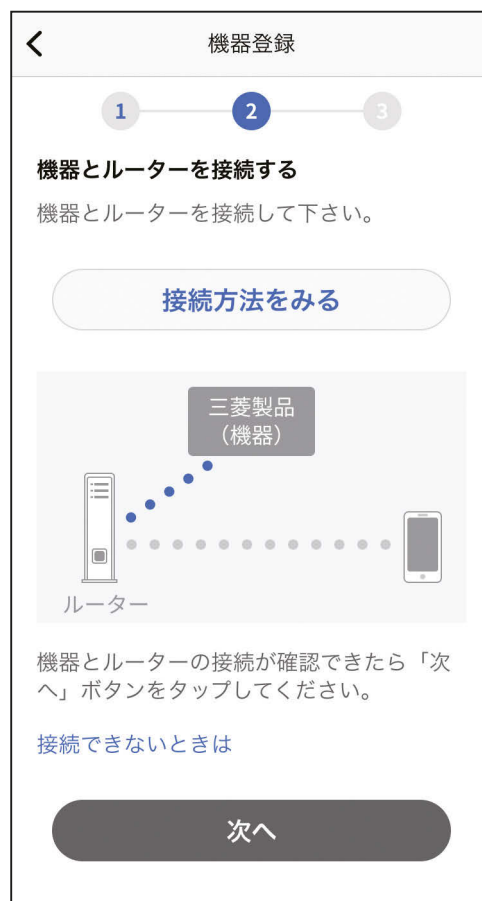 機器登録
1 2 3
機器とルーターを接続する
機器とルーターを接続して下さい。
接続方法をみる
三菱製品
（機器）
ルーター
機器とルーターの接続が確認できたら「次
へ」ボタンをタップしてください。
接続できないときは
次へ